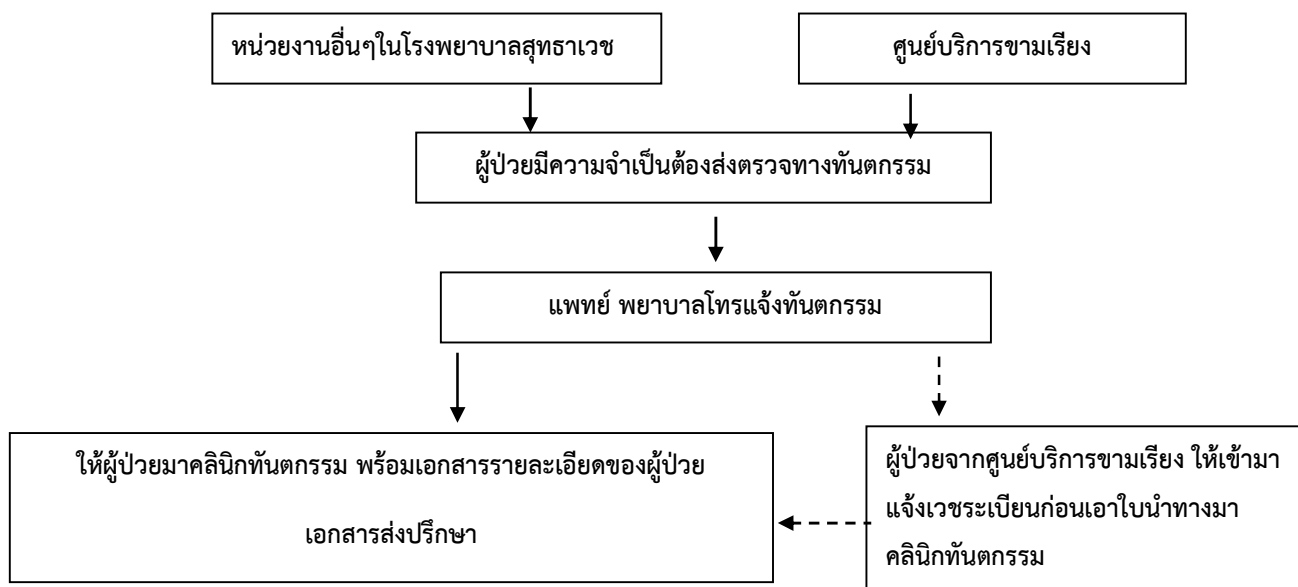 หน่วยงานอื่นๆในโรงพยาบาลสุทธาเวช
ศูนย์บริการขามเรียง
ผู้ป่วยมีความจำเป็นต้องส่งตรวจทางทันตกรรม
แพทย์ พยาบาลโทรแจ้งทันตกรรม
ให้ผู้ป่วยมาคลินิกทันตกรรม พร้อมเอกสารรายละเอียดของผู้ป่วย
เอกสารส่งปรึกษา
ผู้ป่วยจากศูนย์บริการขามเรียง ให้เข้ามา
แจ้งเวชระเบียนก่อนเอาใบนำทางมา
คลินิกทันตกรรม